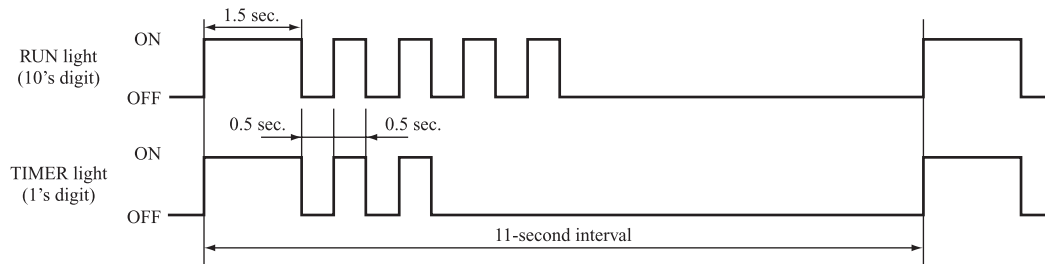 1.5 sec.
ON
RUN light
(10's digit)
OFF
0.5 sec.
0.5 sec.
ON
TIMER light
(1's digit)
OFF
11-second interval